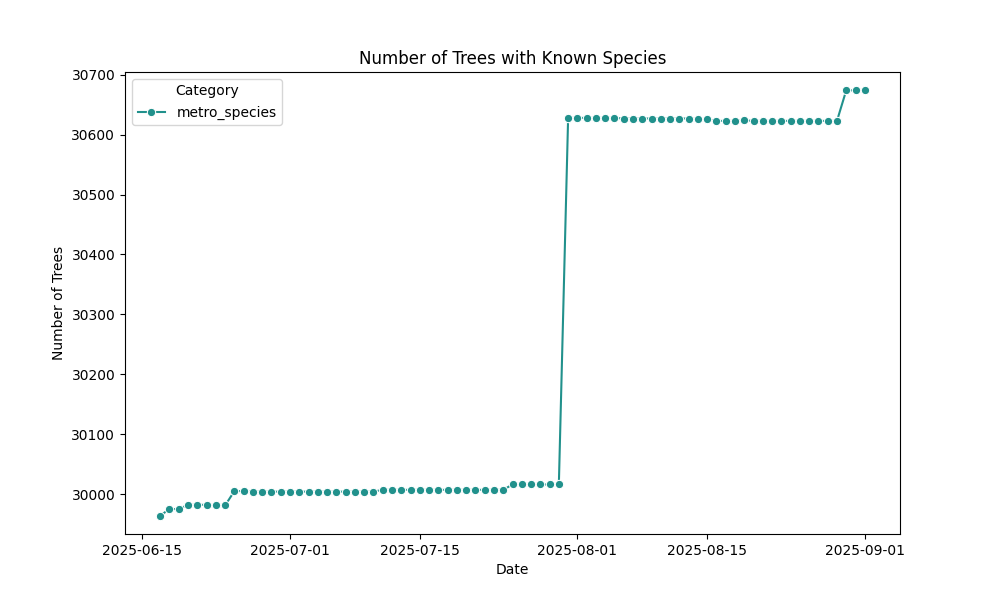 Number of Trees with Known Species
Category
metro_species
30700
30600
30500
30400
30300
30200
30100
30000
Number of Trees
2025-06-15
2025-07-01
2025-07-15
2025-08-01
2025-08-15
2025-09-01
Date